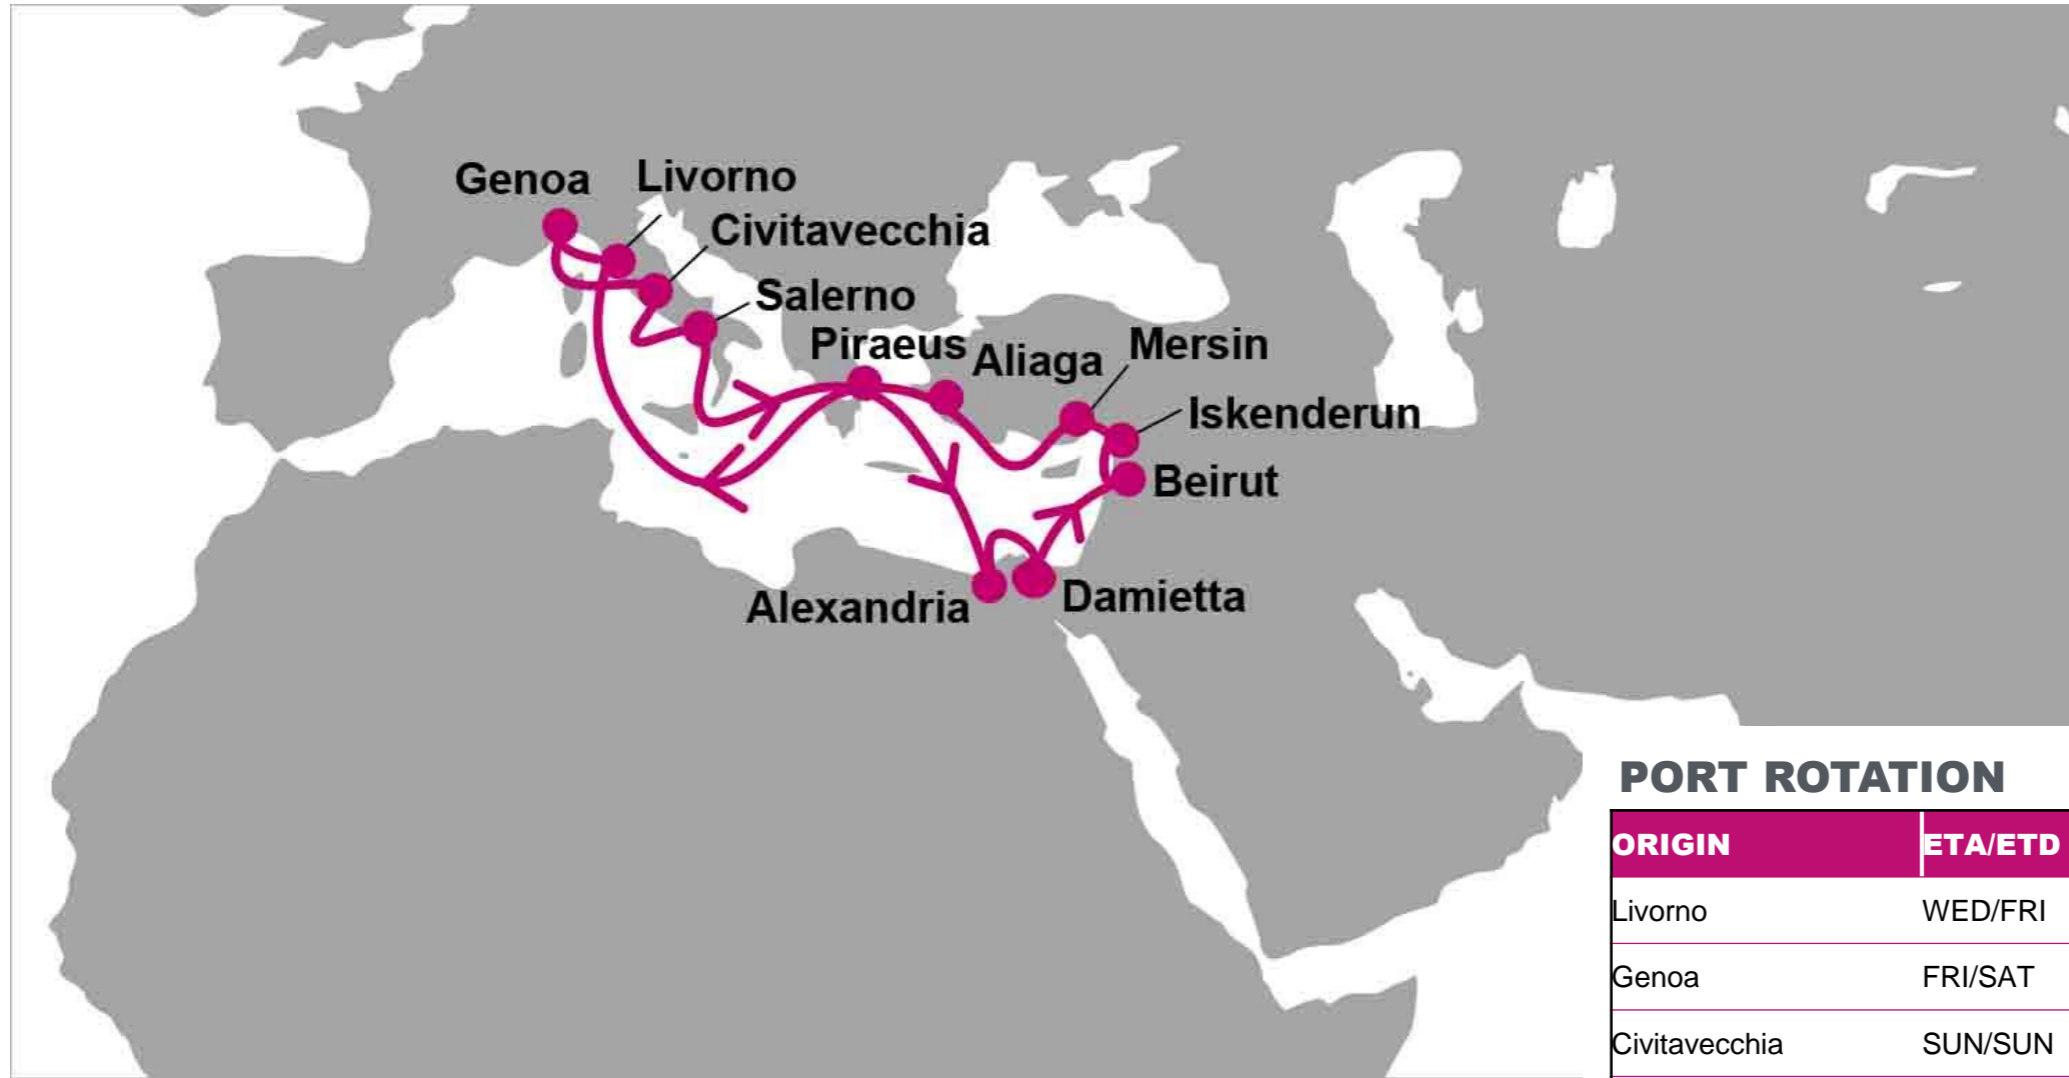 Genoa
Livorno
Civitavecchia
Salerno
Piraeus
Aliaga
Mersin
Iskenderun
Beirut
Alexandria
Damietta
PORT ROTATION
ORIGIN ETA/ETD
Livorno WED/FRI
Genoa FRI/SAT
Civitavecchia SUN/SUN